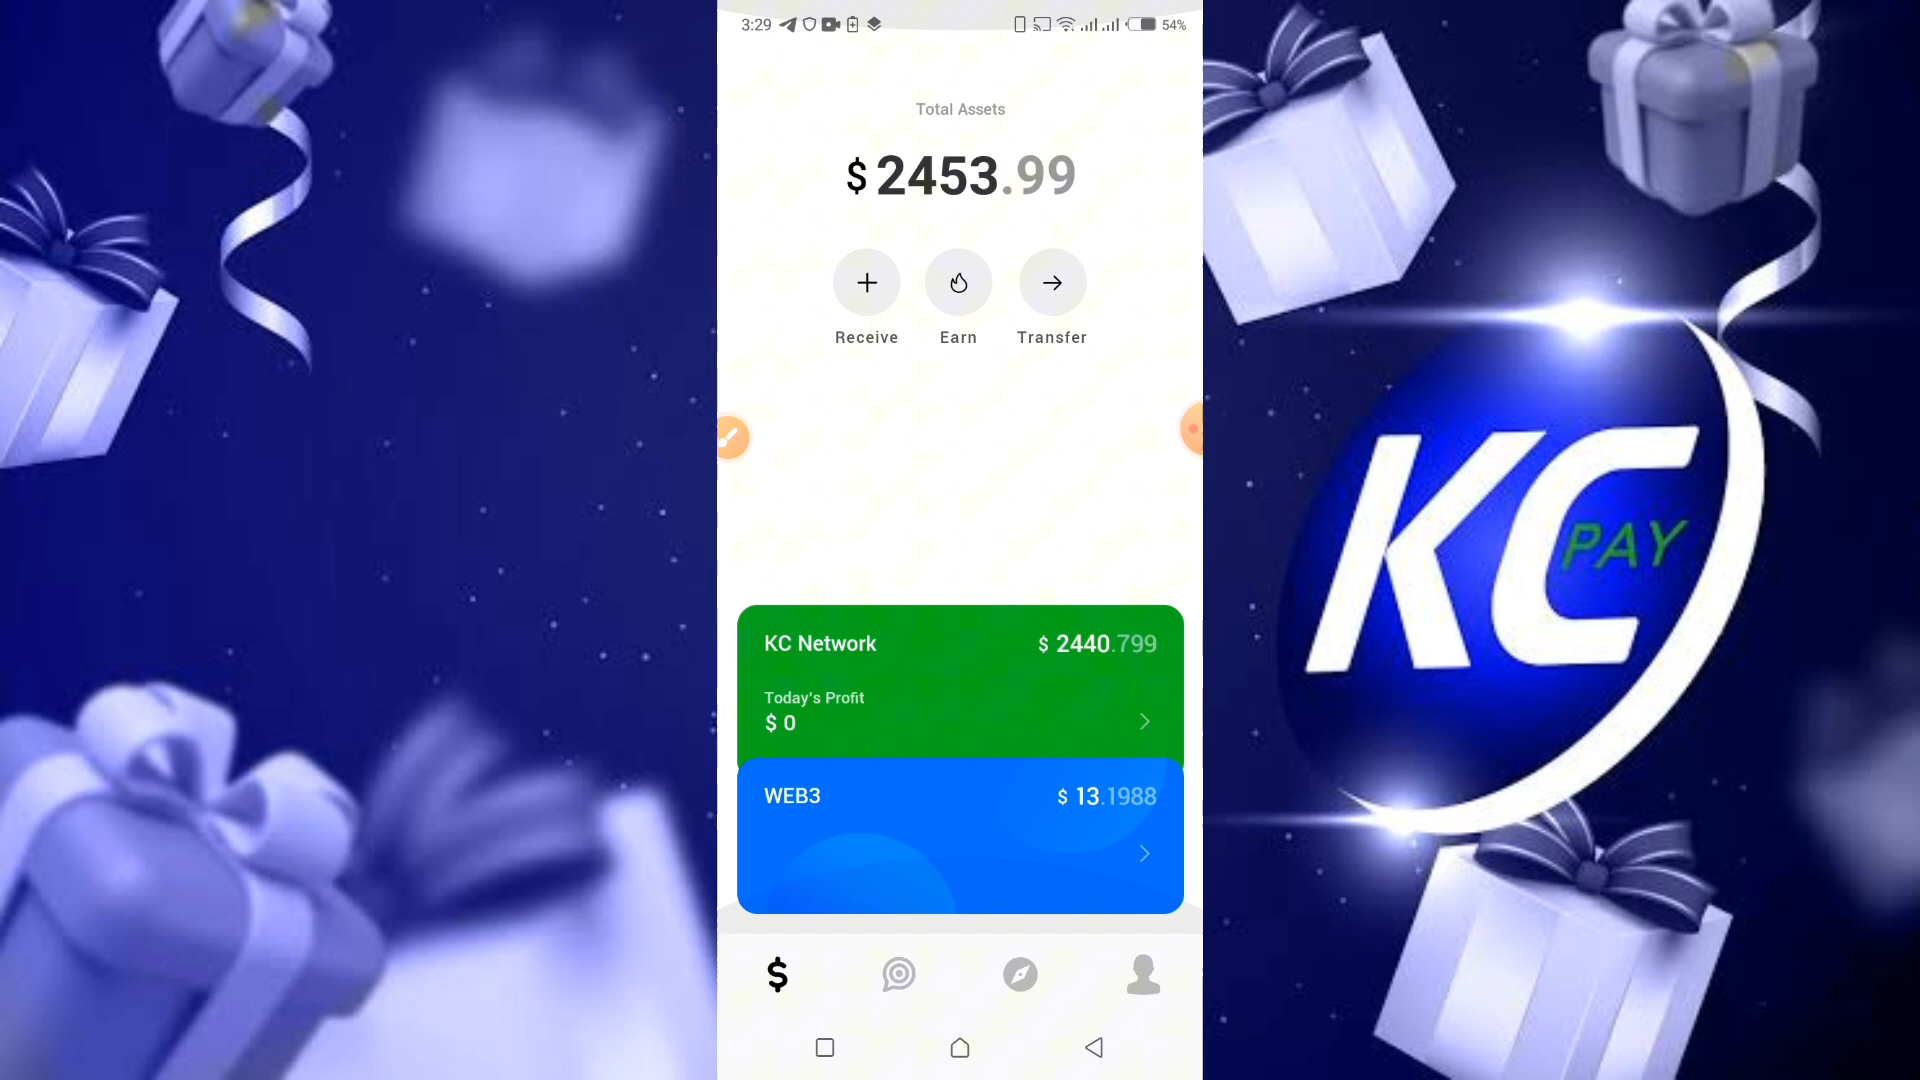 3:29
54%
Total Assets
$ 2453.99
Receive Earn Transfer
KC Network $ 2440.799
Today's Profit
$ 0
WEB3 $ 13.1988
$
KC
PAY